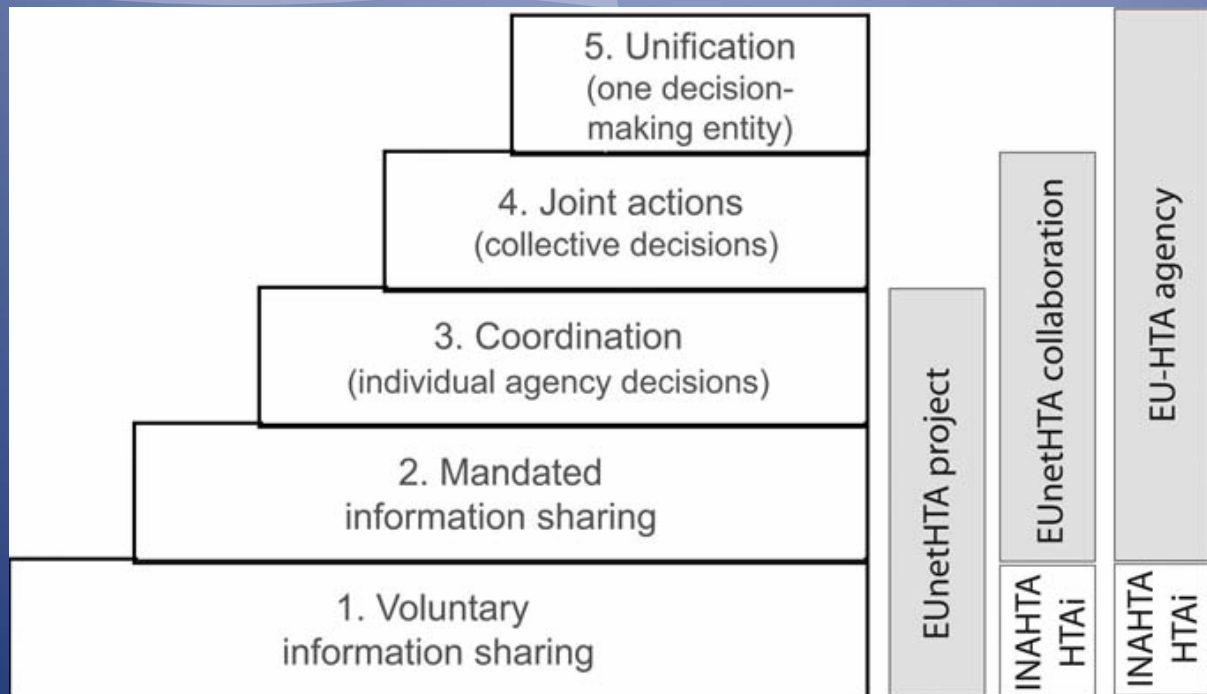 5. Unification
(one decision-
making entity)
4. Joint actions
(collective decisions)
3. Coordination
(individual agency decisions)
2. Mandated
information sharing
1. Voluntary
information sharing
EUnetHTA project
EUnetHTA collaboration
INAHTA
HTAi
EU-HTA agency
INAHTA
HTAi